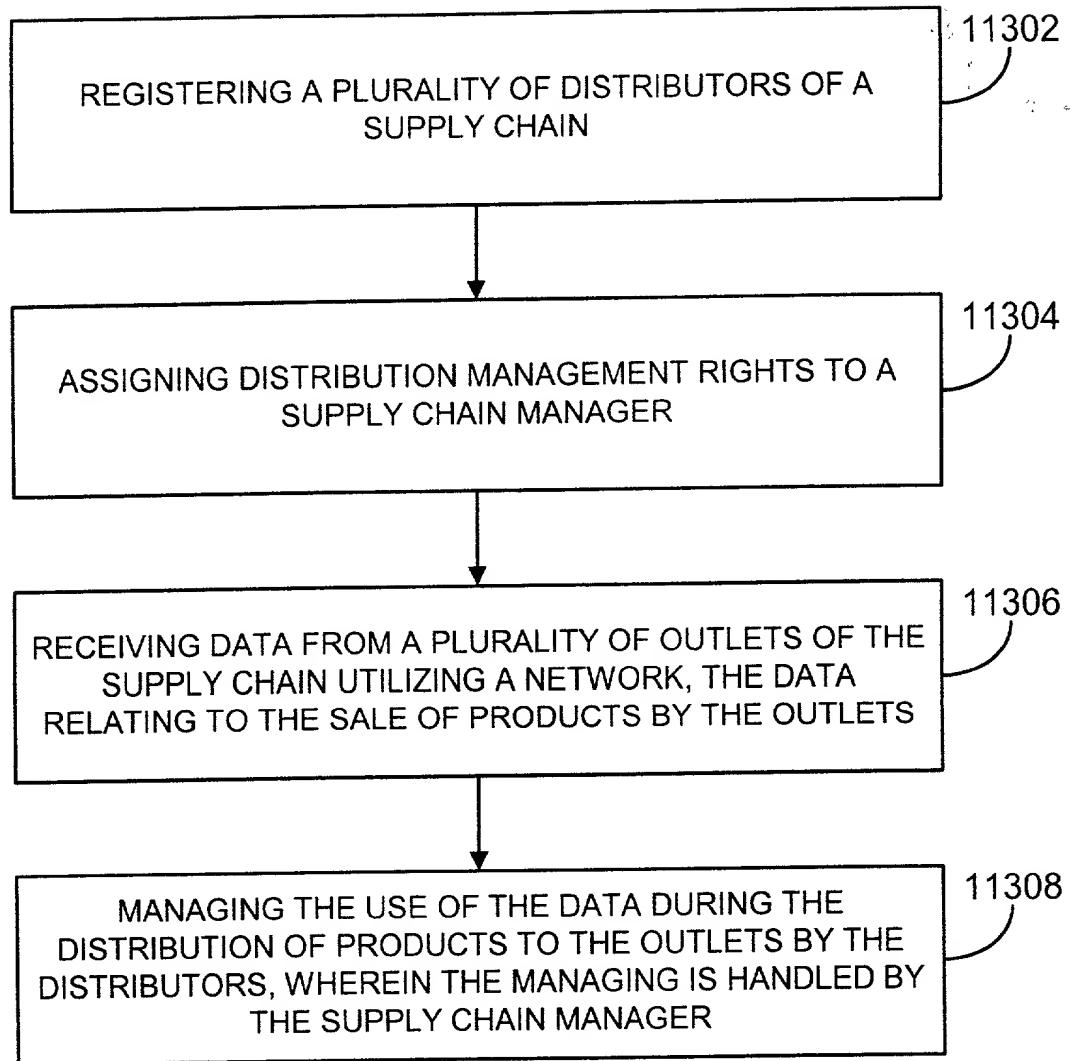 11302
REGISTERING A PLURALITY OF DISTRIBUTORS OF A
SUPPLY CHAIN
11304
ASSIGNING DISTRIBUTION MANAGEMENT RIGHTS TO A
SUPPLY CHAIN MANAGER
11306
RECEIVING DATA FROM A PLURALITY OF OUTLETS OF THE
SUPPLY CHAIN UTILIZING A NETWORK, THE DATA
RELATING TO THE SALE OF PRODUCTS BY THE OUTLETS
11308
MANAGING THE USE OF THE DATA DURING THE
DISTRIBUTION OF PRODUCTS TO THE OUTLETS BY THE
DISTRIBUTORS, WHEREIN THE MANAGING IS HANDLED BY
THE SUPPLY CHAIN MANAGER